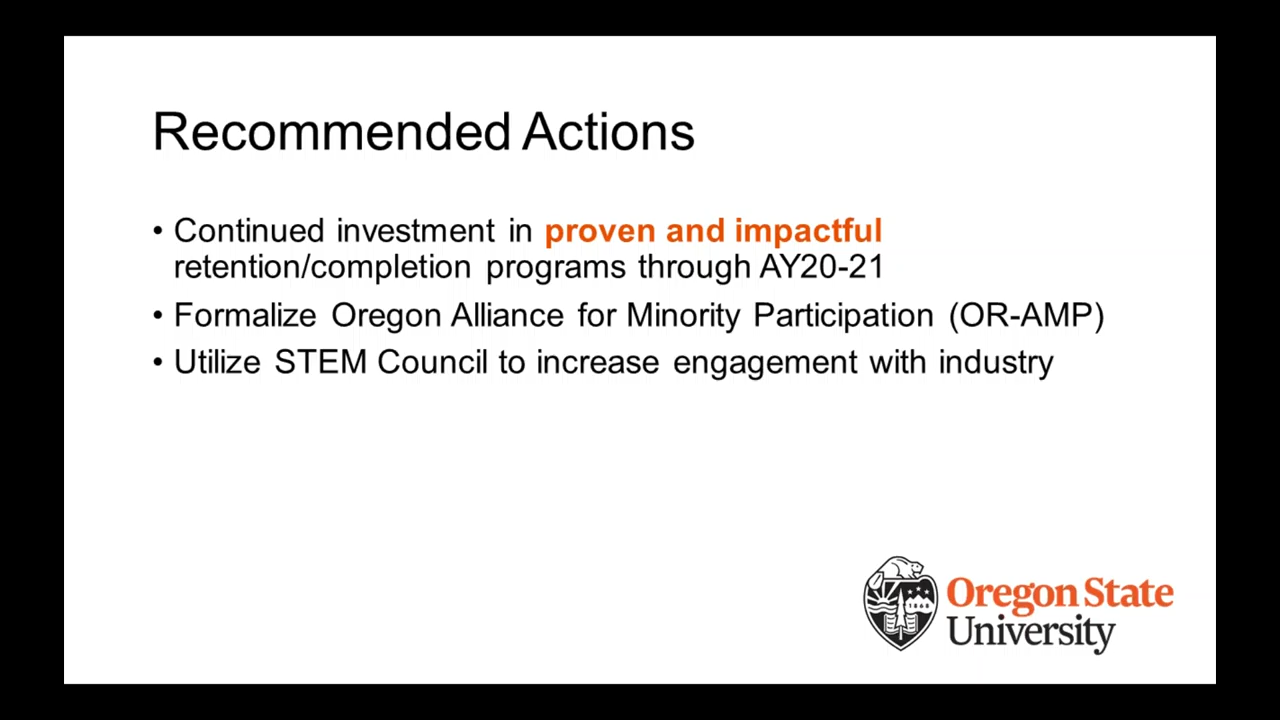 Recommended Actions
• Continued investment in proven and impactful
retention/completion programs through AY20-21
• Formalize Oregon Alliance for Minority Participation (OR-AMP)
• Utilize STEM Council to increase engagement with industry
1868
Oregon State
University